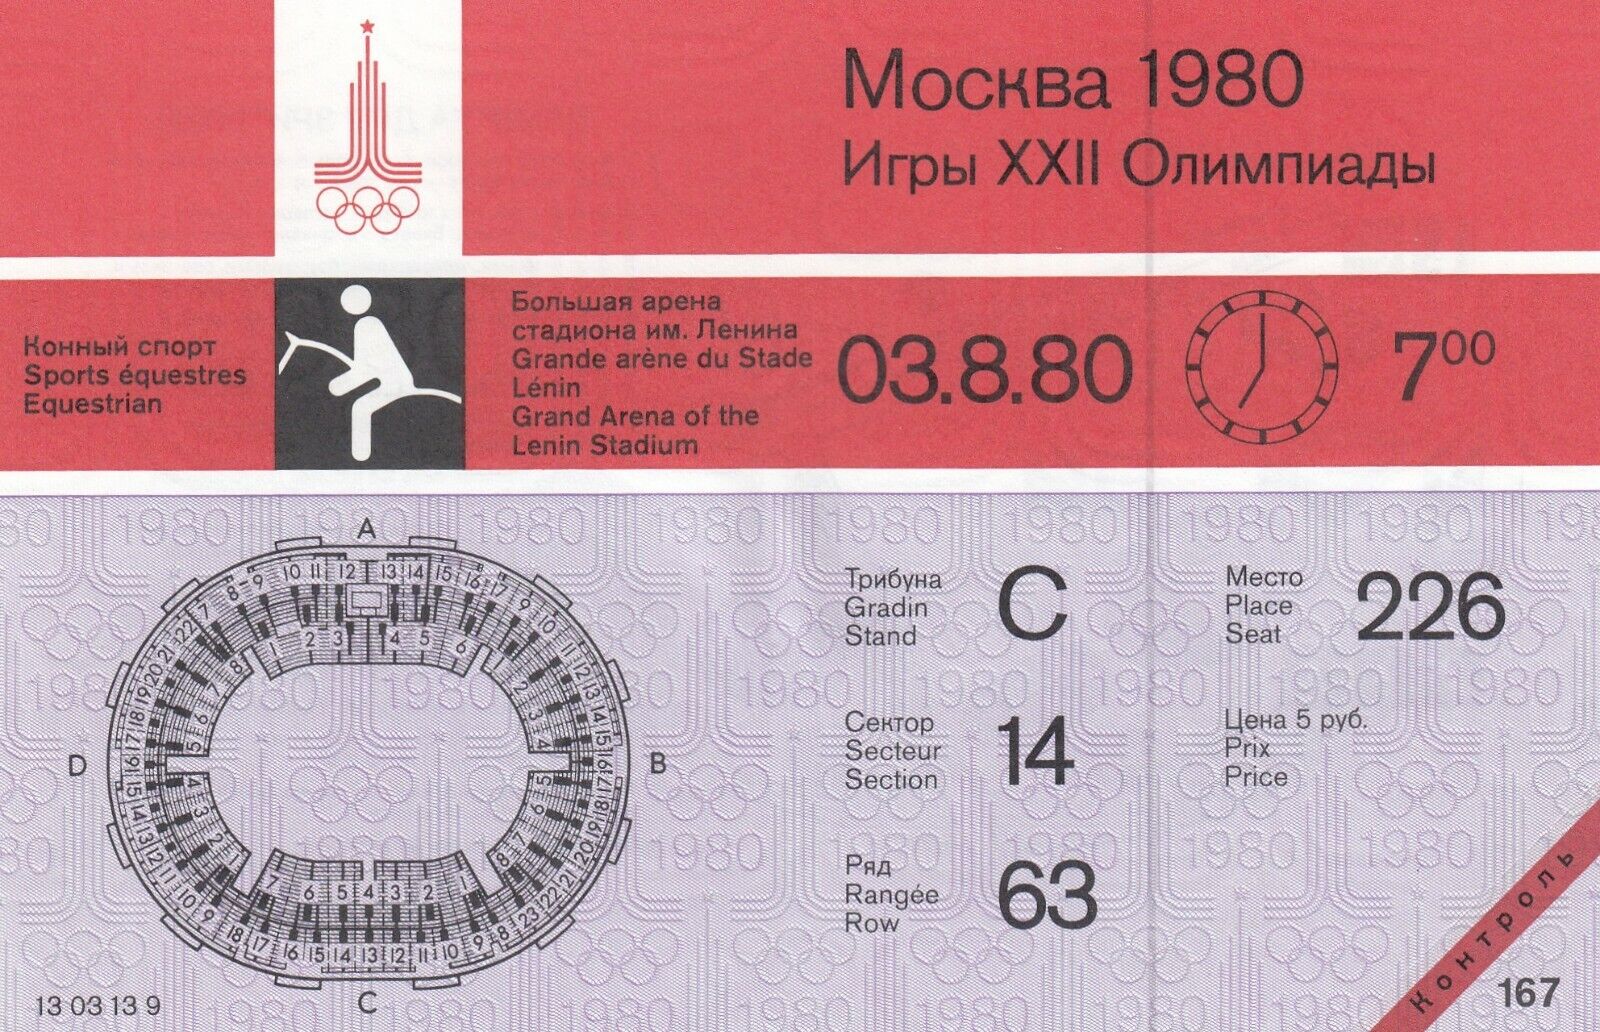 Москва 1980
Игры XXII Олимпиады
Конный спорт
Sports équestres
Equestrian
Большая арена
стадиона им. Ленина
Grande arène du Stade
Lénin
Grand Arena of the
Lenin Stadium
03.8.80
7⁰⁰
A
B
C
D
Трибуна
Gradin
Stand
C
Место
Place
Seat
226
Сектор
Secteur
Section
14
Цена 5 руб.
Prix
Price
Ряд
Rangée
Row
63
13 03 13 9
Контроль
167